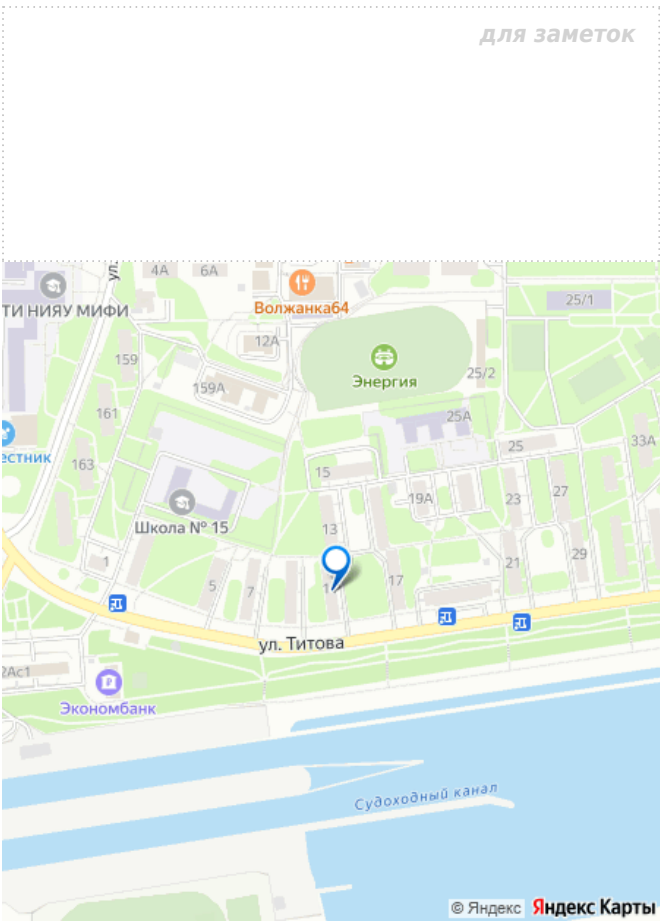 для заметок
ул.
4А
6А
Волжанка64
25/1
ТИ НИЯУ МИФИ
12А
159
Энергия
25/2
159А
161
25А
25
33А
естник
163
15
19А
23
27
Школа № 15
13
1
5
7
17
21
29
ул. Титова
2Ас1
Экономбанк
Судоходный канал
© Яндекс
Яндекс Карты